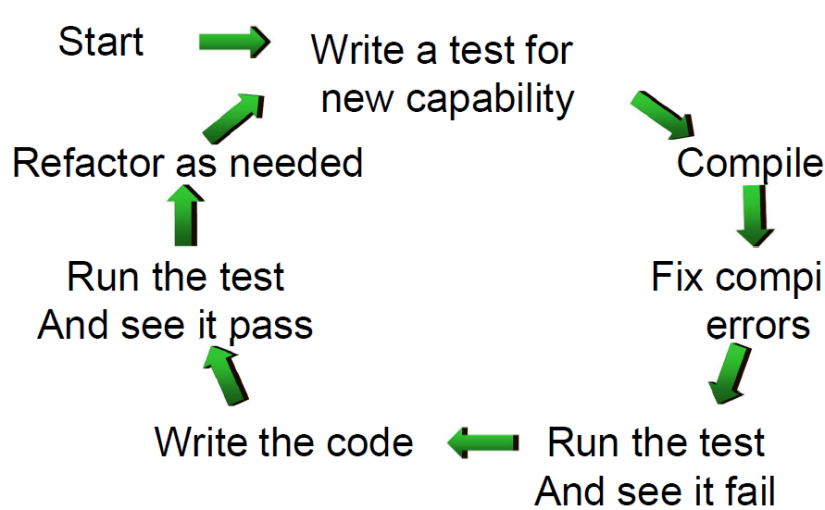 Start
Write a test for
new capability
Compile
Fix compi
errors
Run the test
And see it fail
Write the code
Run the test
And see it pass
Refactor as needed